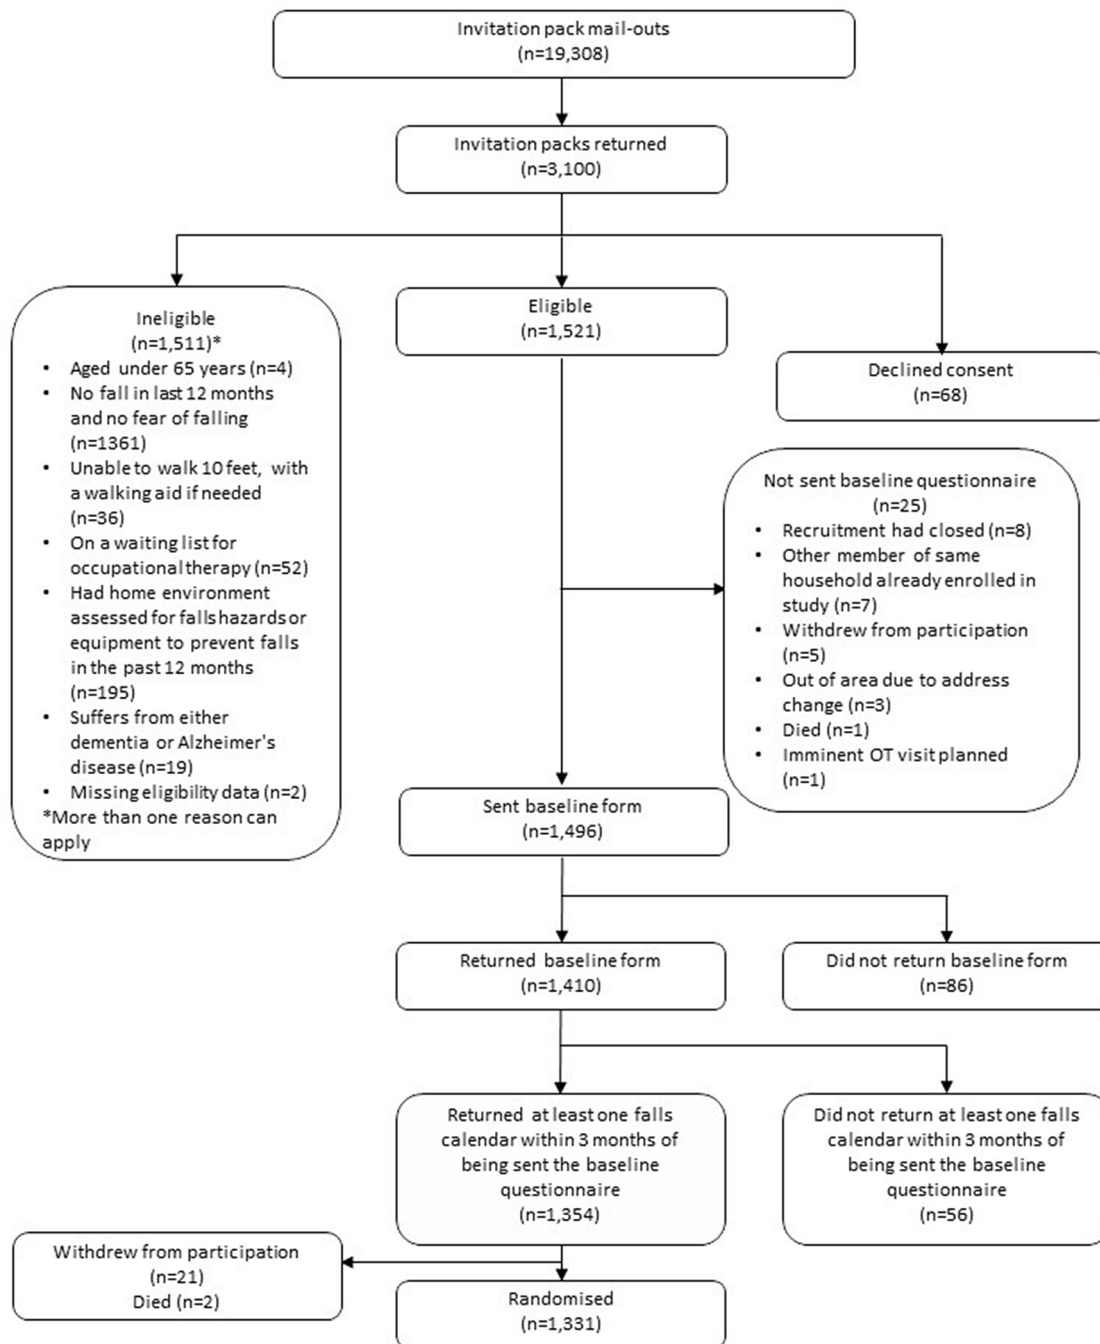 Invitation pack mail-outs
(n=19,308)
Invitation packs returned
(n=3,100)
Ineligible
(n=1,511)*
• Aged under 65 years (n=4)
• No fall in last 12 months
and no fear of falling
(n=1361)
• Unable to walk 10 feet, with
a walking aid if needed
(n=36)
• On a waiting list for
occupational therapy (n=52)
• Had home environment
assessed for falls hazards or
equipment to prevent falls
in the past 12 months
(n=195)
• Suffers from either
dementia or Alzheimer's
disease (n=19)
• Missing eligibility data (n=2)
*More than one reason can
apply
Eligible
(n=1,521)
Declined consent
(n=68)
Not sent baseline questionnaire
(n=25)
• Recruitment had closed (n=8)
• Other member of same
household already enrolled in
study (n=7)
• Withdrew from participation
(n=5)
• Out of area due to address
change (n=3)
• Died (n=1)
• Imminent OT visit planned
(n=1)
Sent baseline form
(n=1,496)
Returned baseline form
(n=1,410)
Did not return baseline form
(n=86)
Returned at least one falls
calendar within 3 months of
being sent the baseline
questionnaire
(n=1,354)
Did not return at least one falls
calendar within 3 months of
being sent the baseline
questionnaire
(n=56)
Withdrew from participation
(n=21)
Died (n=2)
Randomised
(n=1,331)